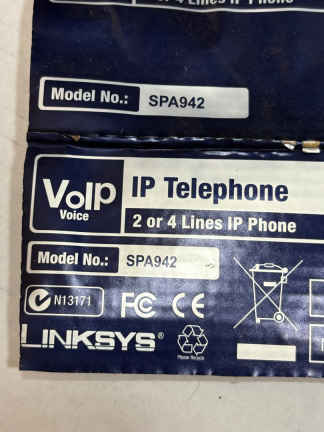 2 or 4 Lines IP Phone
Model No.: SPA942
VoIP
Voice
IP Telephone
2 or 4 Lines IP Phone
Model No.: SPA942
N13171
FC CE
LINKSYS®
Please Recycle